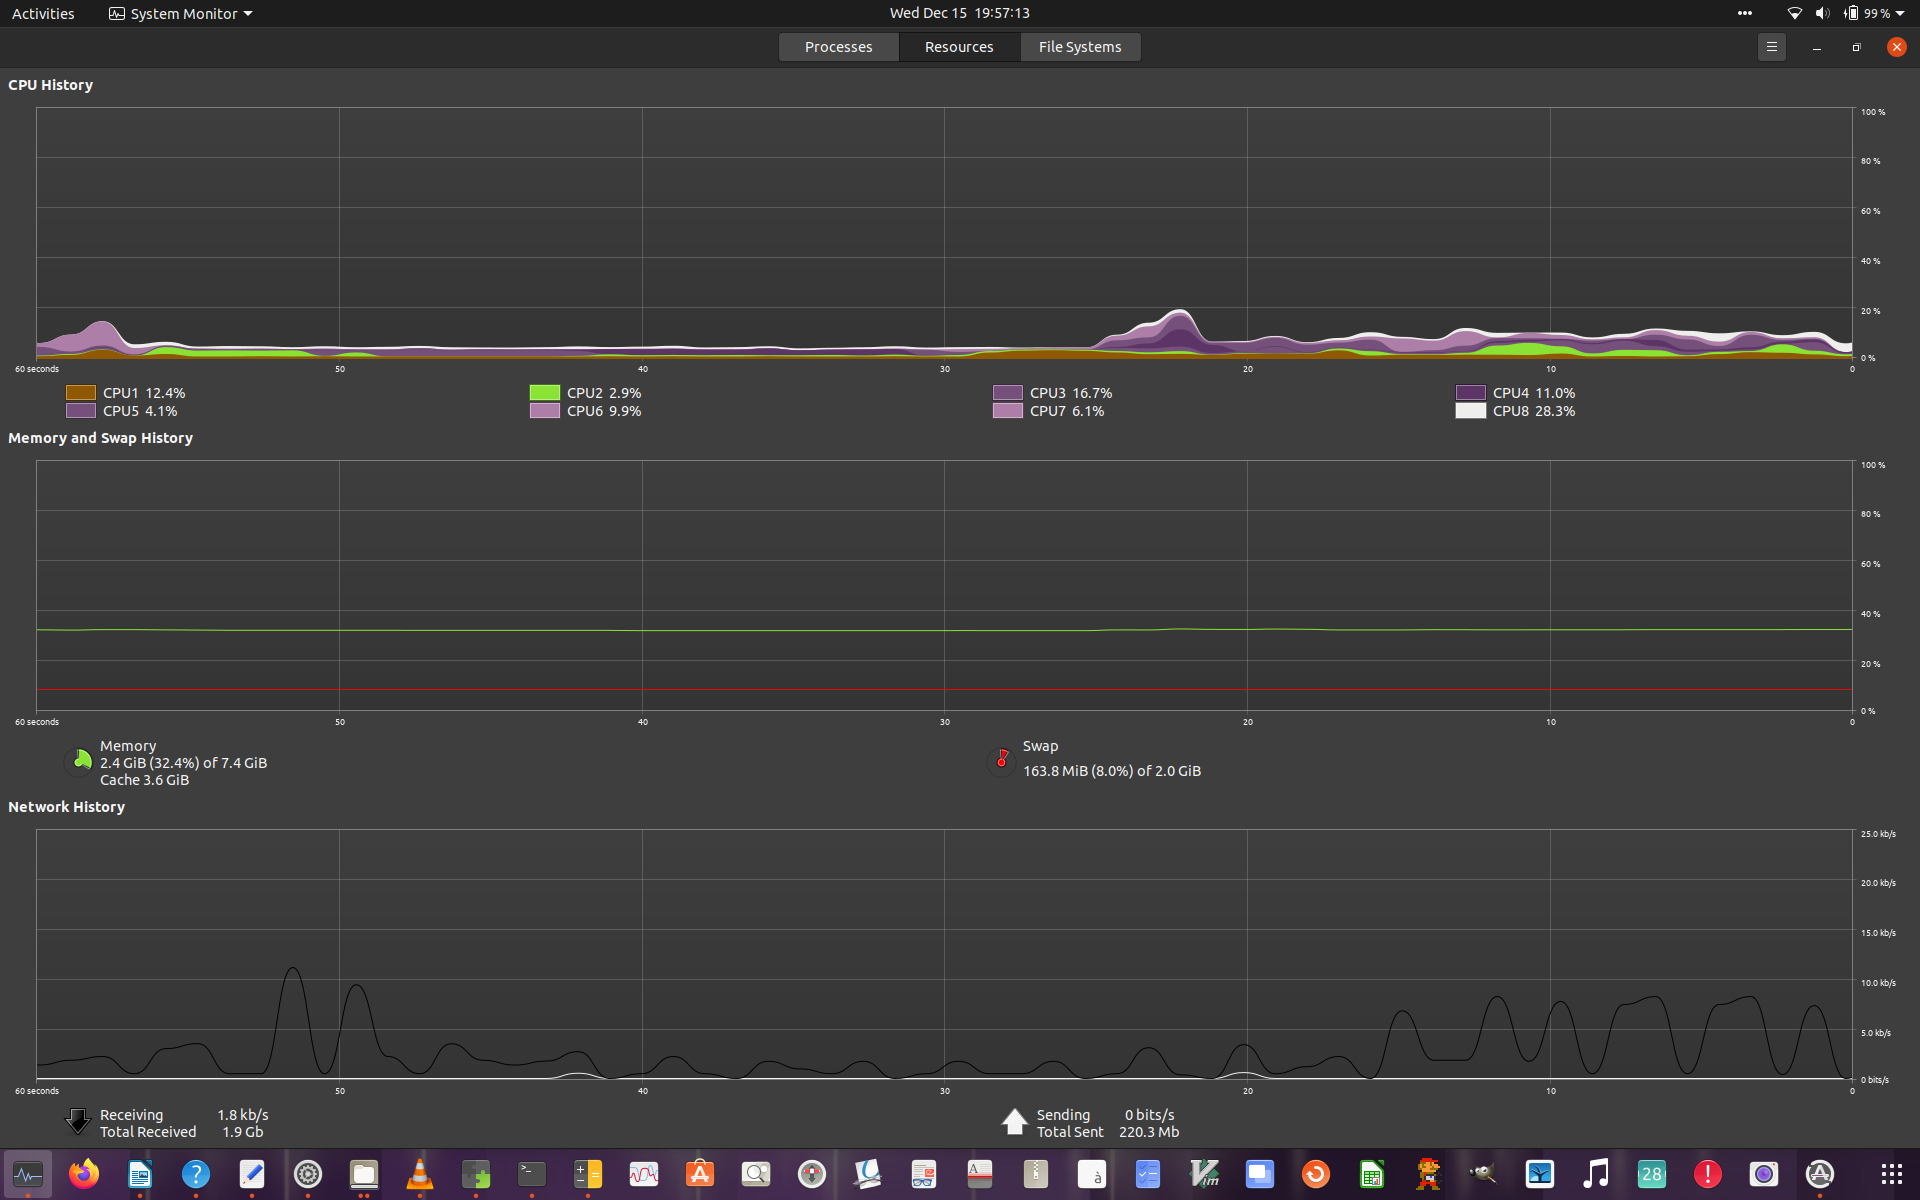 Activities System Monitor Wed Dec 15 19:57:13 99 %
Processes Resources File Systems
CPU History
100 %
80 %
60 %
40 %
20 %
0 %
60 seconds 50 40 30 20 10 0
CPU1 12.4% CPU2 2.9% CPU3 16.7% CPU4 11.0%
CPU5 4.1% CPU6 9.9% CPU7 6.1% CPU8 28.3%
Memory and Swap History
100 %
80 %
60 %
40 %
20 %
0 %
60 seconds 50 40 30 20 10 0
Memory
2.4 GiB (32.4%) of 7.4 GiB
Cache 3.6 GiB
Swap
163.8 MiB (8.0%) of 2.0 GiB
Network History
25.0 kb/s
20.0 kb/s
15.0 kb/s
10.0 kb/s
5.0 kb/s
0 bits/s
60 seconds 50 40 30 20 10 0
Receiving 1.8 kb/s
Total Received 1.9 Gb
Sending 0 bits/s
Total Sent 220.3 Mb
? >_ A à Vim 28 !